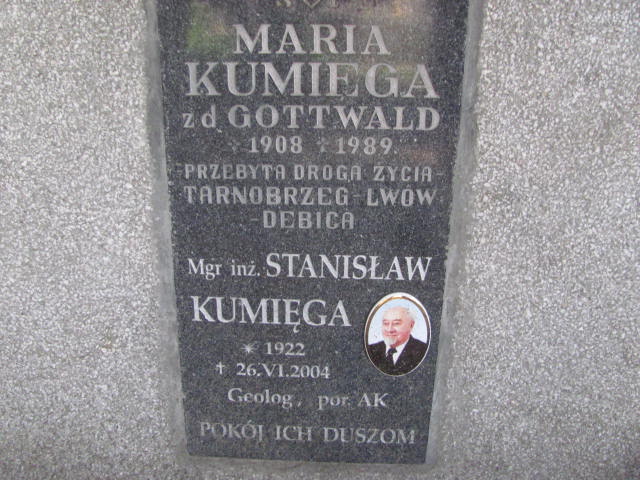 MARIA
KUMIĘGA
z d GOTTWALD
* 1908 † 1989
-PRZEBYTA DROGA ŻYCIA-
TARNOBRZEG-LWÓW-
-DĘBICA
Mgr inż. STANISŁAW
KUMIĘGA
* 1922
† 26.VI.2004
Geolog, por. AK
POKÓJ ICH DUSZOM